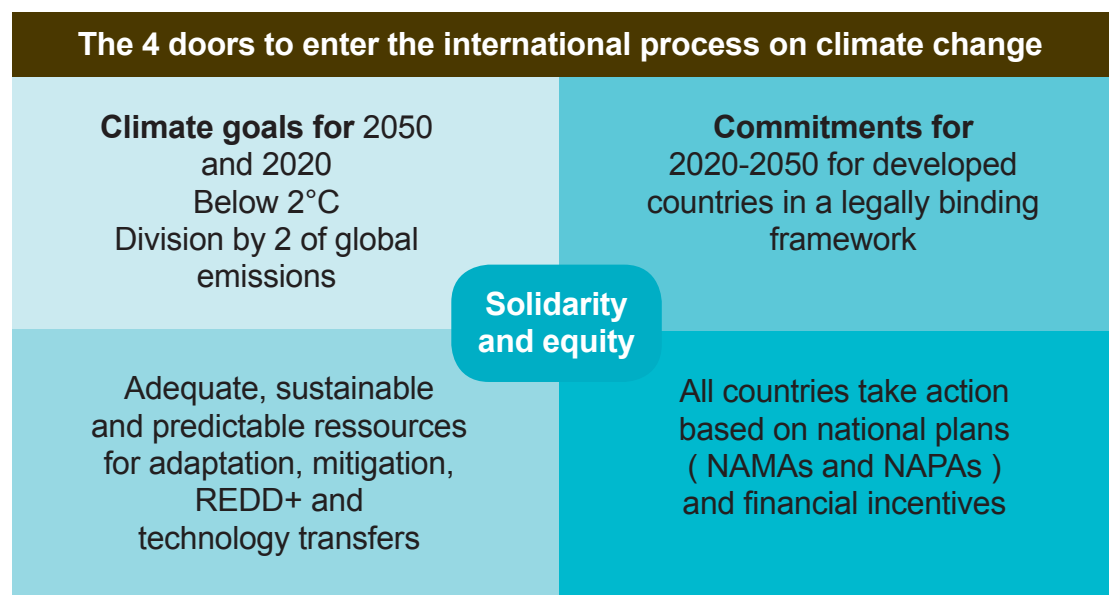 The 4 doors to enter the international process on climate change
Climate goals for 2050
and 2020
Below 2°C
Division by 2 of global
emissions
Commitments for
2020-2050 for developed
countries in a legally binding
framework
Solidarity
and equity
Adequate, sustainable
and predictable ressources
for adaptation, mitigation,
REDD+ and
technology transfers
All countries take action
based on national plans
( NAMAs and NAPAs )
and financial incentives